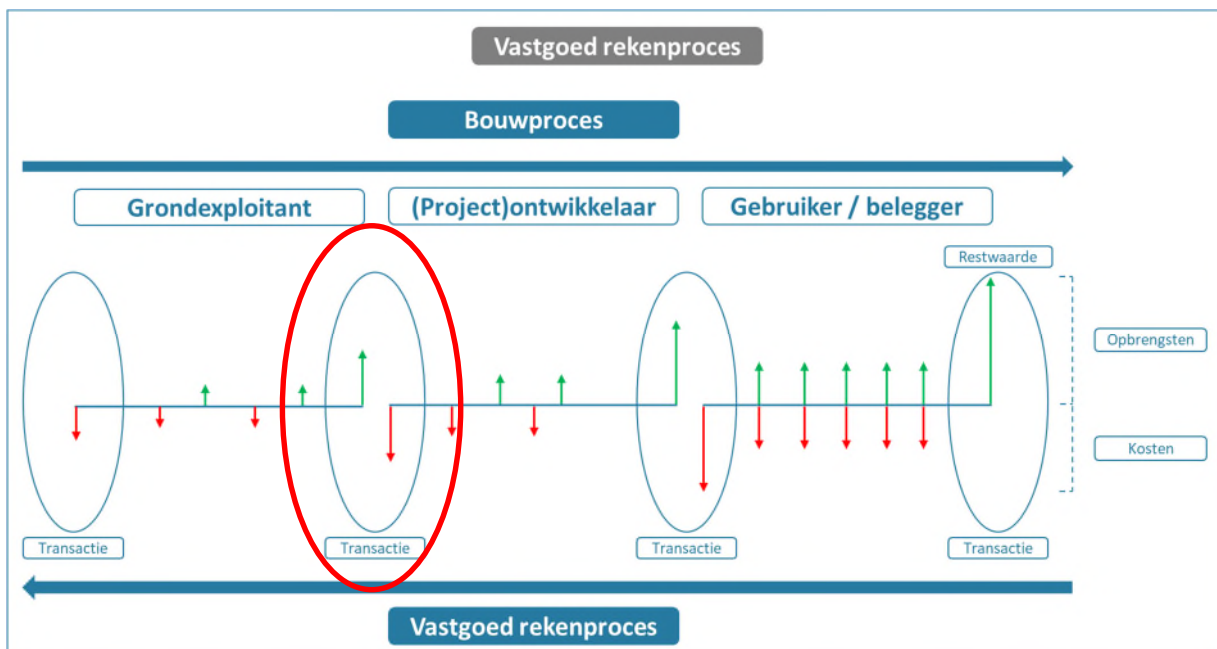 Vastgoed rekenproces
Bouwproces
Grondexploitant
(Project)ontwikkelaar
Gebruiker / belegger
Restwaarde
Opbrengsten
Kosten
Transactie
Transactie
Transactie
Transactie
Vastgoed rekenproces